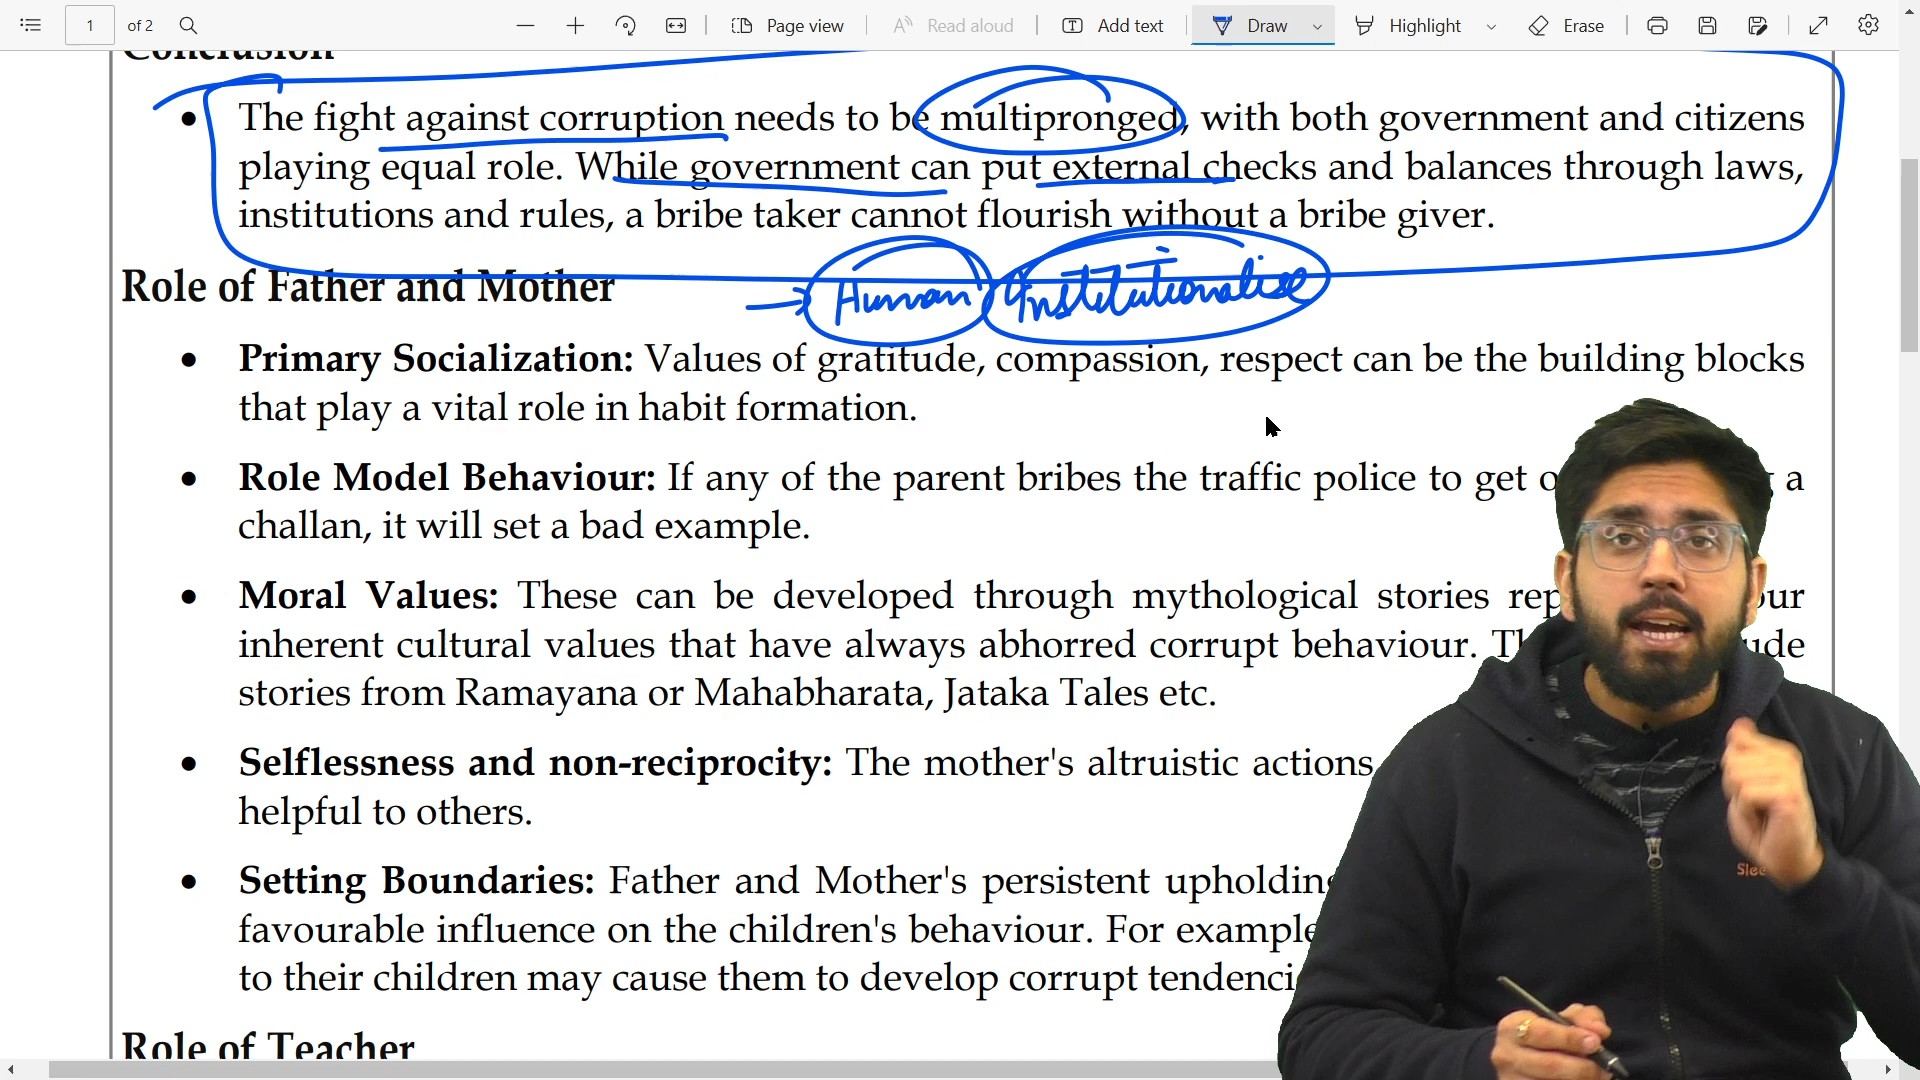 1 of 2 Page view Read aloud Add text Draw Highlight Erase
Conclusion
• The fight against corruption needs to be multipronged, with both government and citizens
playing equal role. While government can put external checks and balances through laws,
institutions and rules, a bribe taker cannot flourish without a bribe giver.
Role of Father and Mother
Human Institutionalise
• Primary Socialization: Values of gratitude, compassion, respect can be the building blocks
that play a vital role in habit formation.
• Role Model Behaviour: If any of the parent bribes the traffic police to get a
challan, it will set a bad example.
• Moral Values: These can be developed through mythological stories
inherent cultural values that have always abhorred corrupt behaviour.
stories from Ramayana or Mahabharata, Jataka Tales etc.
• Selflessness and non-reciprocity: The mother's altruistic actions
helpful to others.
• Setting Boundaries: Father and Mother's persistent upholding
favourable influence on the children's behaviour. For example
to their children may cause them to develop corrupt
Role of Teacher